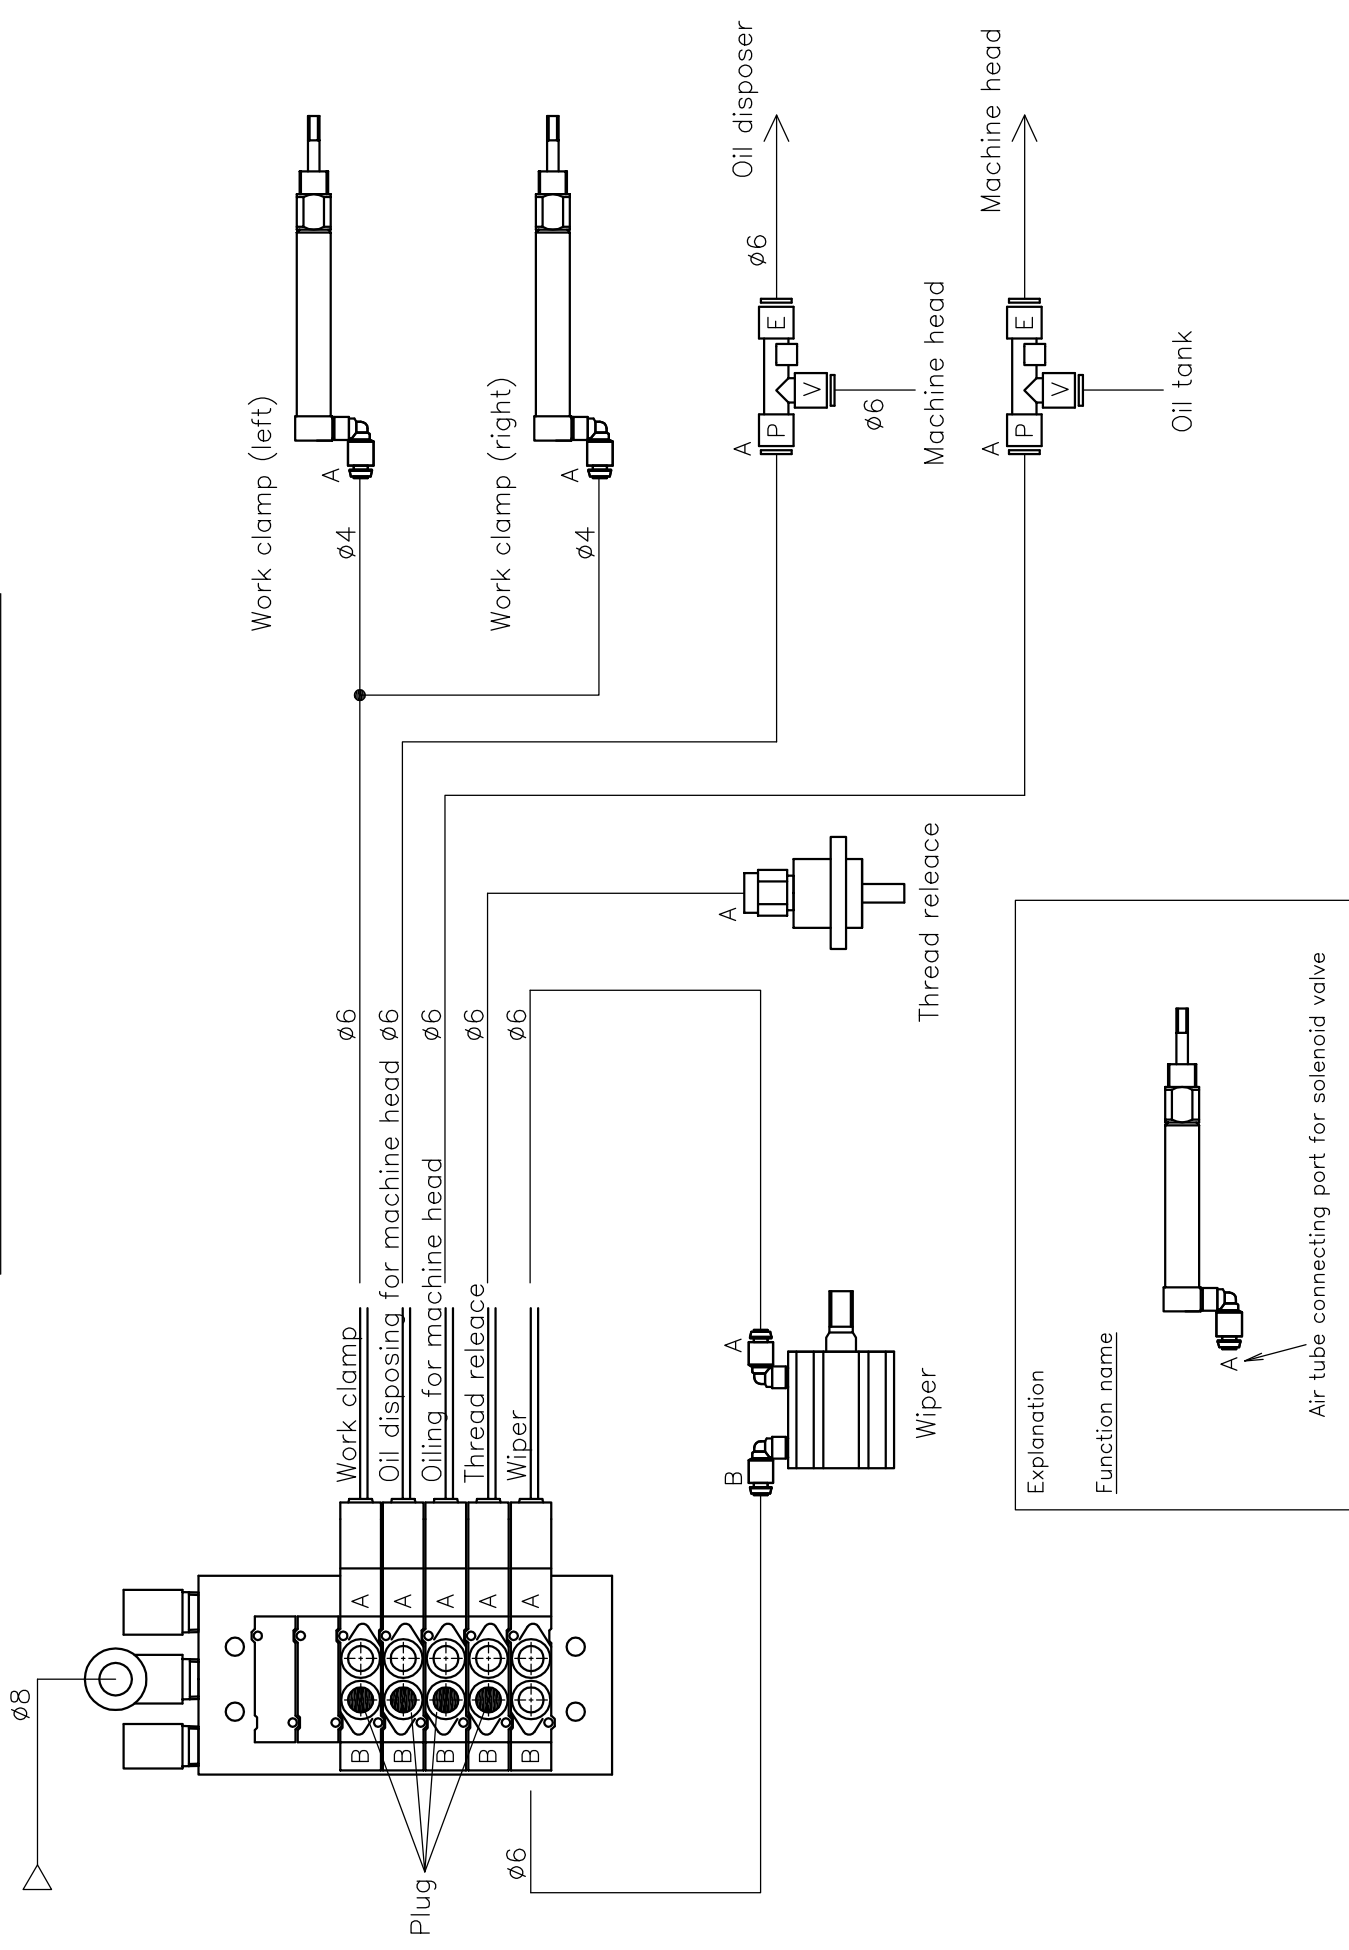 ø8
Plug
B
B
B
B
B
A
A
A
A
A
Work clamp
Oil disposing for machine head
Oiling for machine head
Thread releace
Wiper
ø6
ø6
ø6
ø6
ø6
ø6
Work clamp (left)
A
ø4
Work clamp (right)
A
ø4
Oil disposer
ø6
A
P
V
E
ø6
Machine head
Machine head
A
P
V
E
Oil tank
A
Thread releace
B
A
Wiper
Explanation
Function name
A
Air tube connecting port for solenoid valve